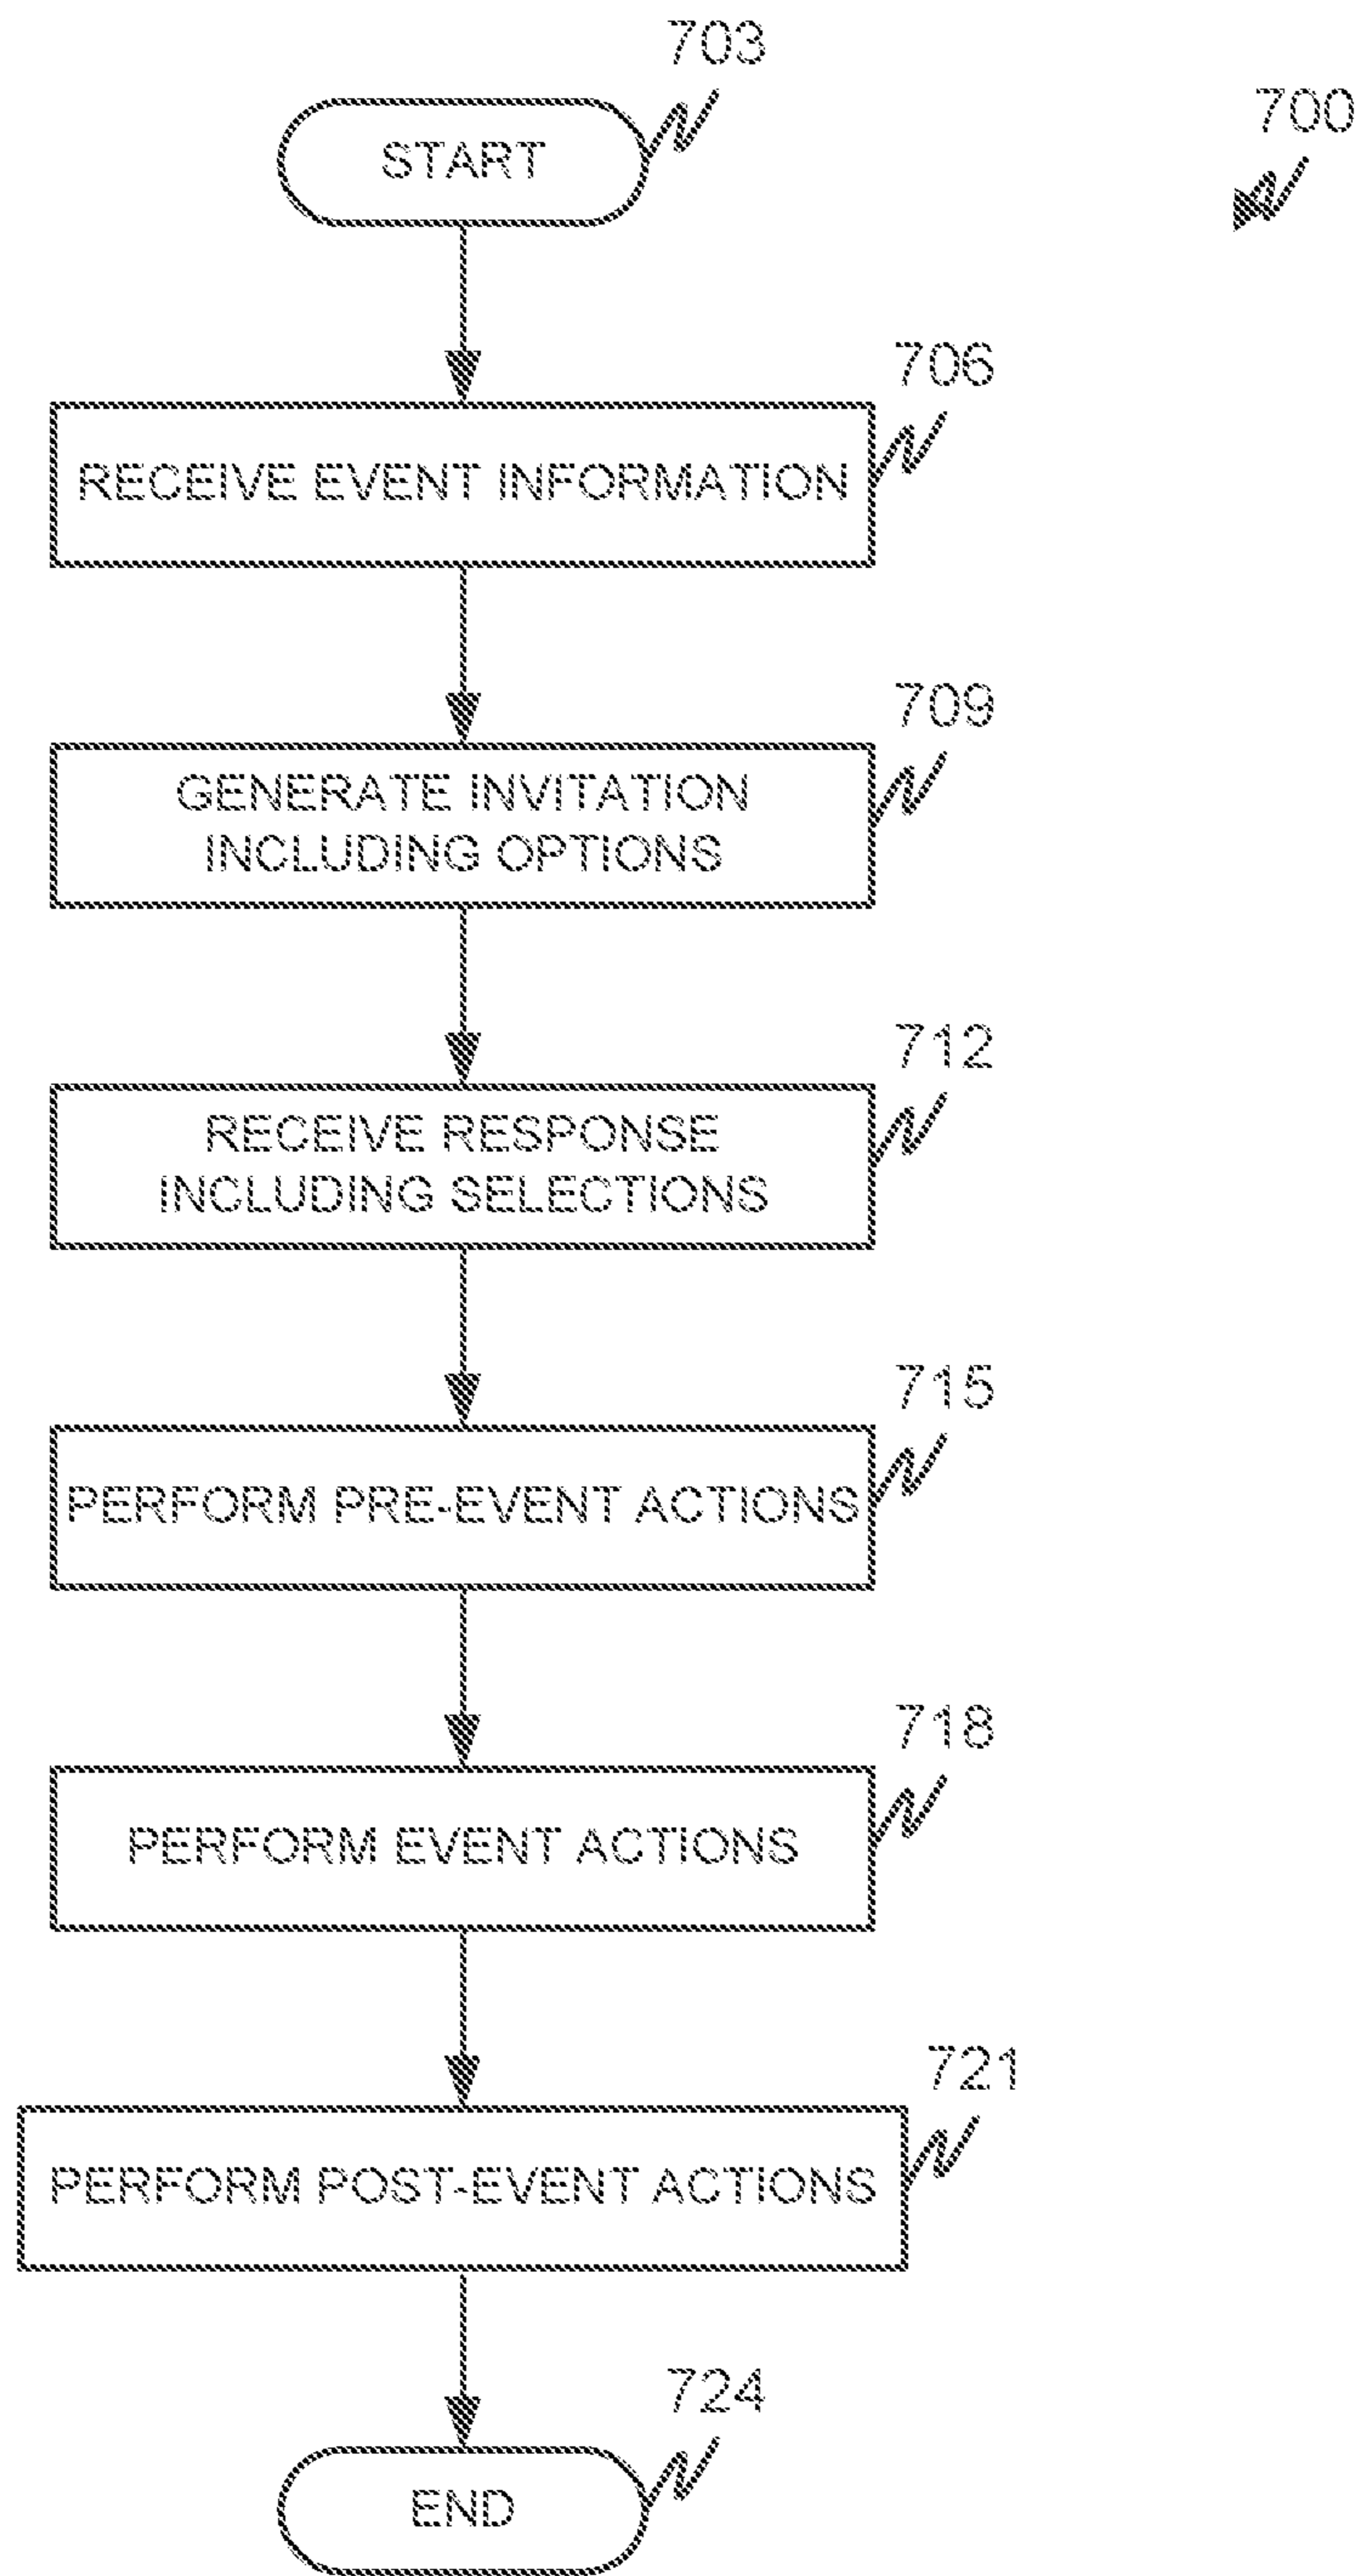 703
START
700
706
RECEIVE EVENT INFORMATION
709
GENERATE INVITATION
INCLUDING OPTIONS
712
RECEIVE RESPONSE
INCLUDING SELECTIONS
715
PERFORM PRE-EVENT ACTIONS
718
PERFORM EVENT ACTIONS
721
PERFORM POST-EVENT ACTIONS
724
END